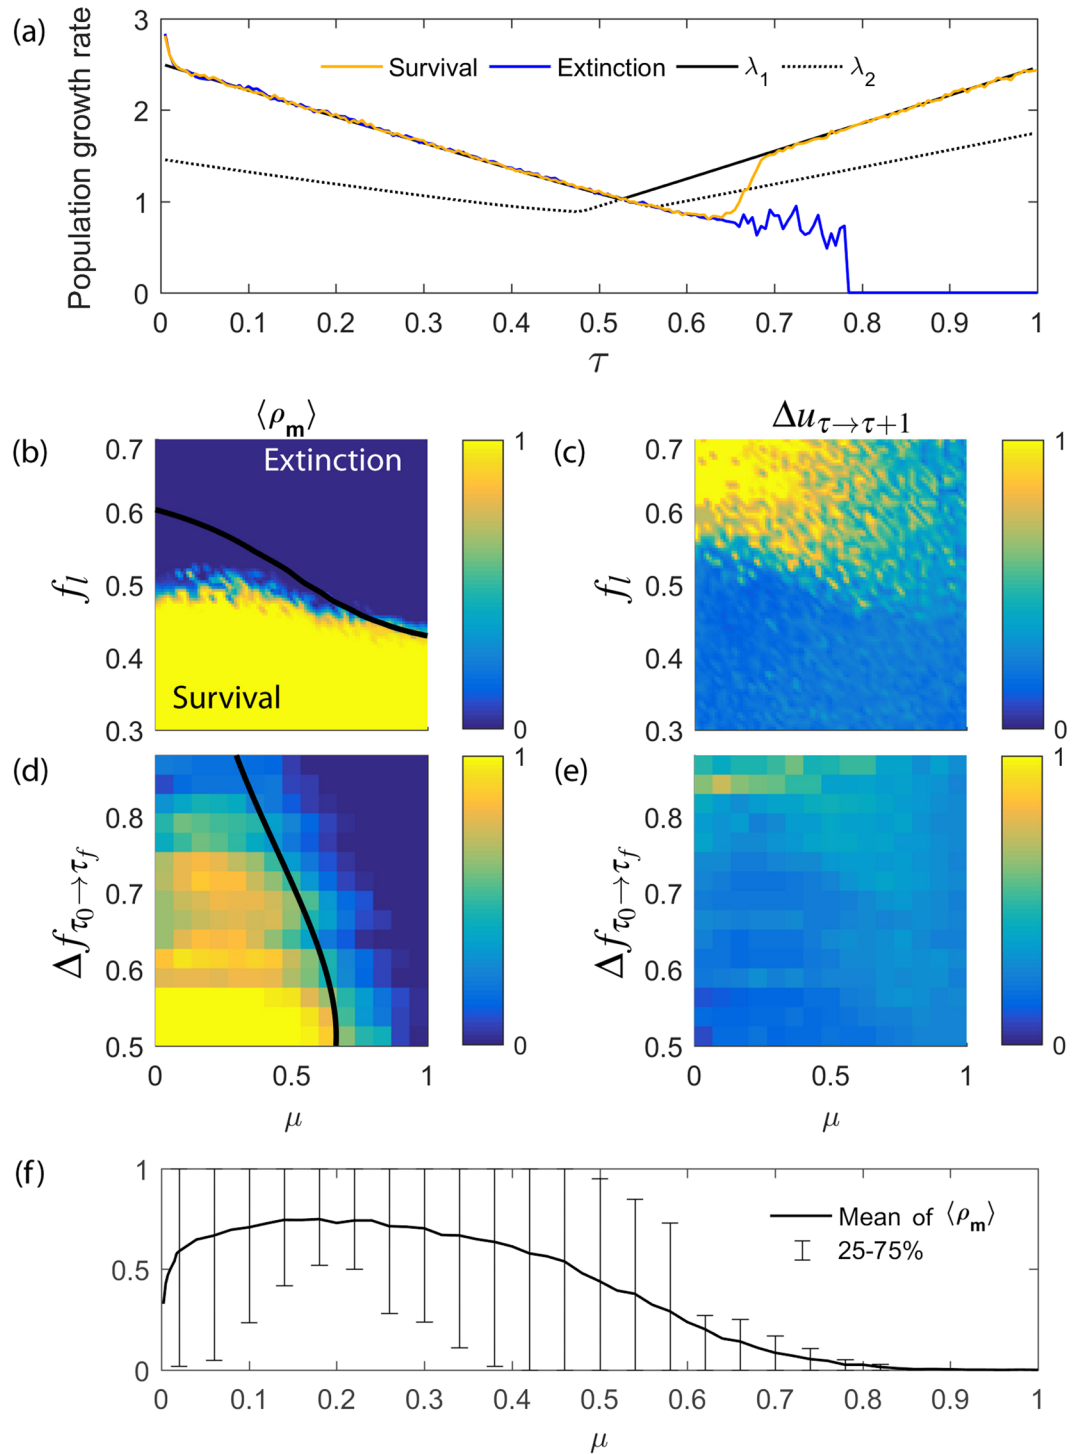 (a)
Population growth rate
3
2
1
0
Survival
Extinction
λ1
λ2
0 0.1 0.2 0.3 0.4 0.5 0.6 0.7 0.8 0.9 1
τ
(b)
⟨ρm⟩
Extinction
Survival
fl
0.7
0.6
0.5
0.4
0.3
1
0
(c)
Δuτ→τ+1
fl
0.7
0.6
0.5
0.4
0.3
1
0
(d)
Δfτ0→τf
0.8
0.7
0.6
0.5
0 0.5 1
μ
1
0
(e)
Δfτ0→τf
0.8
0.7
0.6
0.5
0 0.5 1
μ
1
0
(f)
1
0.5
0
Mean of ⟨ρm⟩
25-75%
0 0.1 0.2 0.3 0.4 0.5 0.6 0.7 0.8 0.9 1
μ